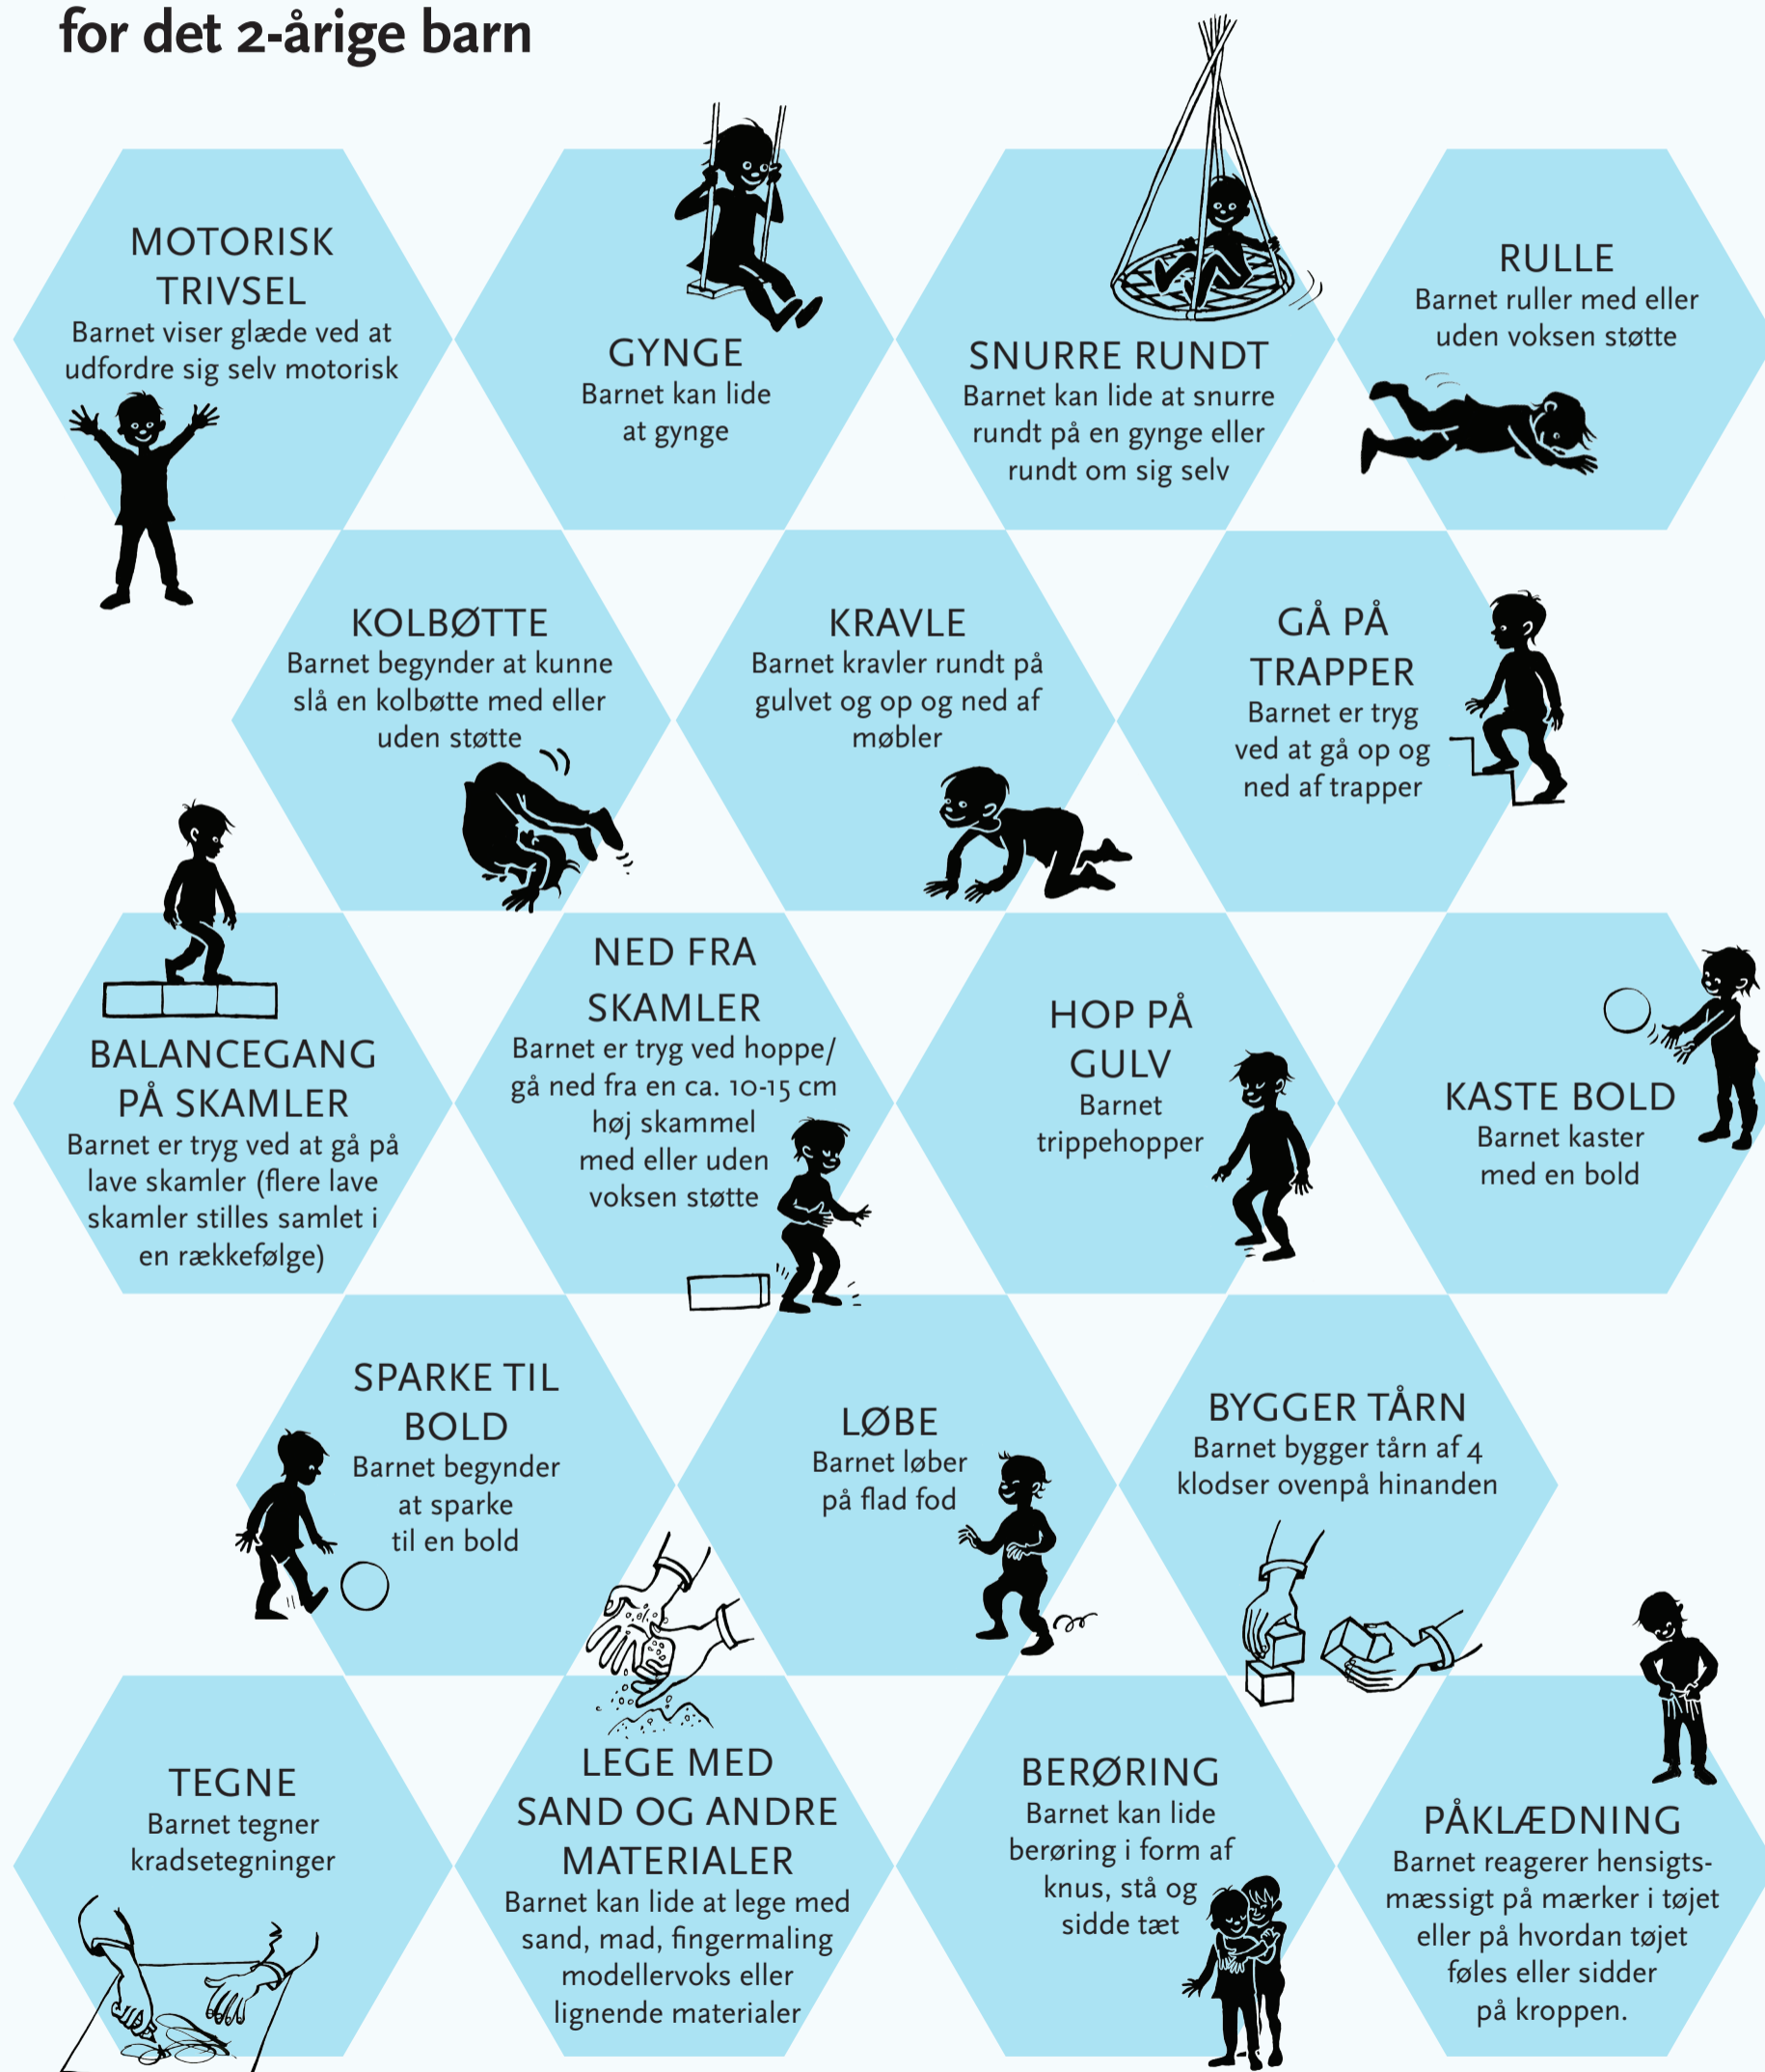 for det 2-årige barn
MOTORISK
TRIVSEL
Barnet viser glæde ved at
udfordre sig selv motorisk
GYNGE
Barnet kan lide
at gynge
SNURRE RUNDT
Barnet kan lide at snurre
rundt på en gynge eller
rundt om sig selv
RULLE
Barnet ruller med eller
uden voksen støtte
KOLBØTTE
Barnet begynder at kunne
slå en kolbøtte med eller
uden støtte
KRAVLE
Barnet kravler rundt på
gulvet og op og ned af
møbler
GÅ PÅ
TRAPPER
Barnet er tryg
ved at gå op og
ned af trapper
BALANCEGANG
PÅ SKAMLER
Barnet er tryg ved at gå på
lave skamler (flere lave
skamler stilles samlet i
en rækkefølge)
NED FRA
SKAMLER
Barnet er tryg ved hoppe/
gå ned fra en ca. 10-15 cm
høj skammel
med eller uden
voksen støtte
HOP PÅ
GULV
Barnet
trippehopper
KASTE BOLD
Barnet kaster
med en bold
SPARKE TIL
BOLD
Barnet begynder
at sparke
til en bold
LØBE
Barnet løber
på flad fod
BYGGER TÅRN
Barnet bygger tårn af 4
klodser ovenpå hinanden
TEGNE
Barnet tegner
kradsetegninger
LEGE MED
SAND OG ANDRE
MATERIALER
Barnet kan lide at lege med
sand, mad, fingermaling
modellervoks eller
lignende materialer
BERØRING
Barnet kan lide
berøring i form af
knus, stå og
sidde tæt
PÅKLÆDNING
Barnet reagerer hensigts-
mæssigt på mærker i tøjet
eller på hvordan tøjet
føles eller sidder
på kroppen.